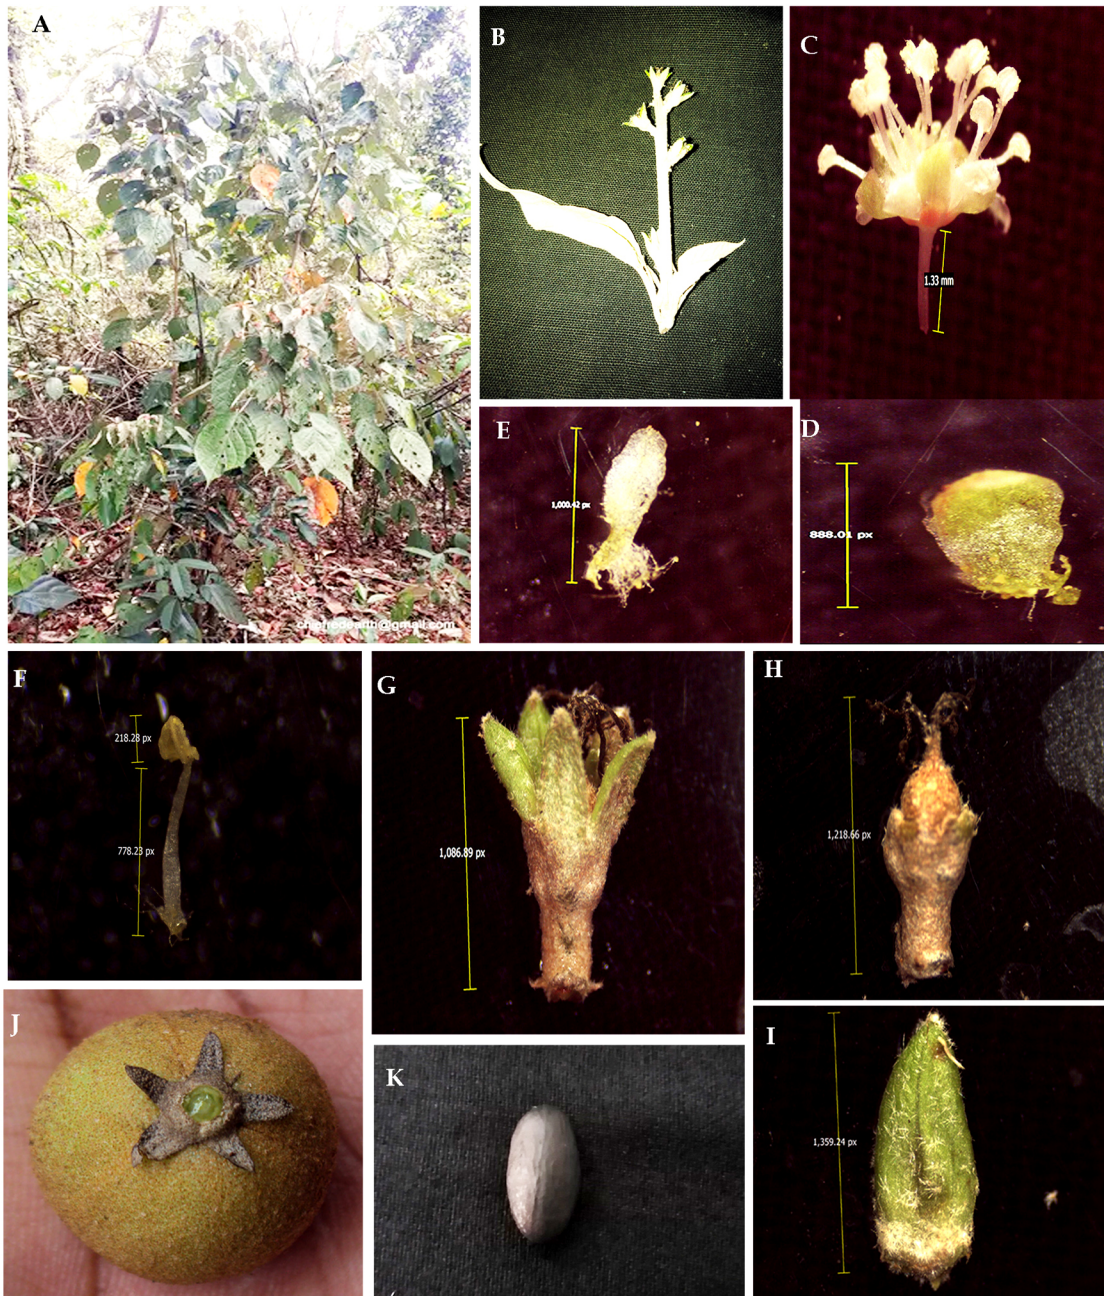 A
B
C
1.33 mm
E
1,000.42 px
D
888.01 px
F
218.28 px
778.23 px
G
1,086.89 px
H
1,218.66 px
J
K
I
1,359.24 px